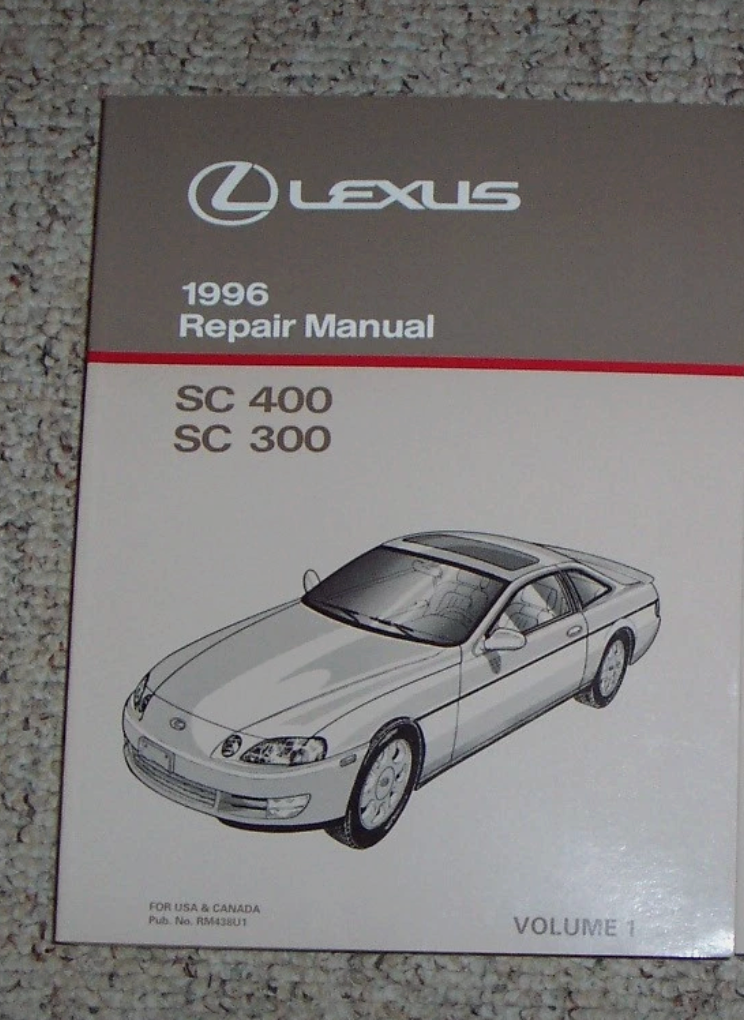 LEXUS
1996
Repair Manual
SC 400
SC 300
FOR USA & CANADA
Pub. No. RM438U1
VOLUME 1